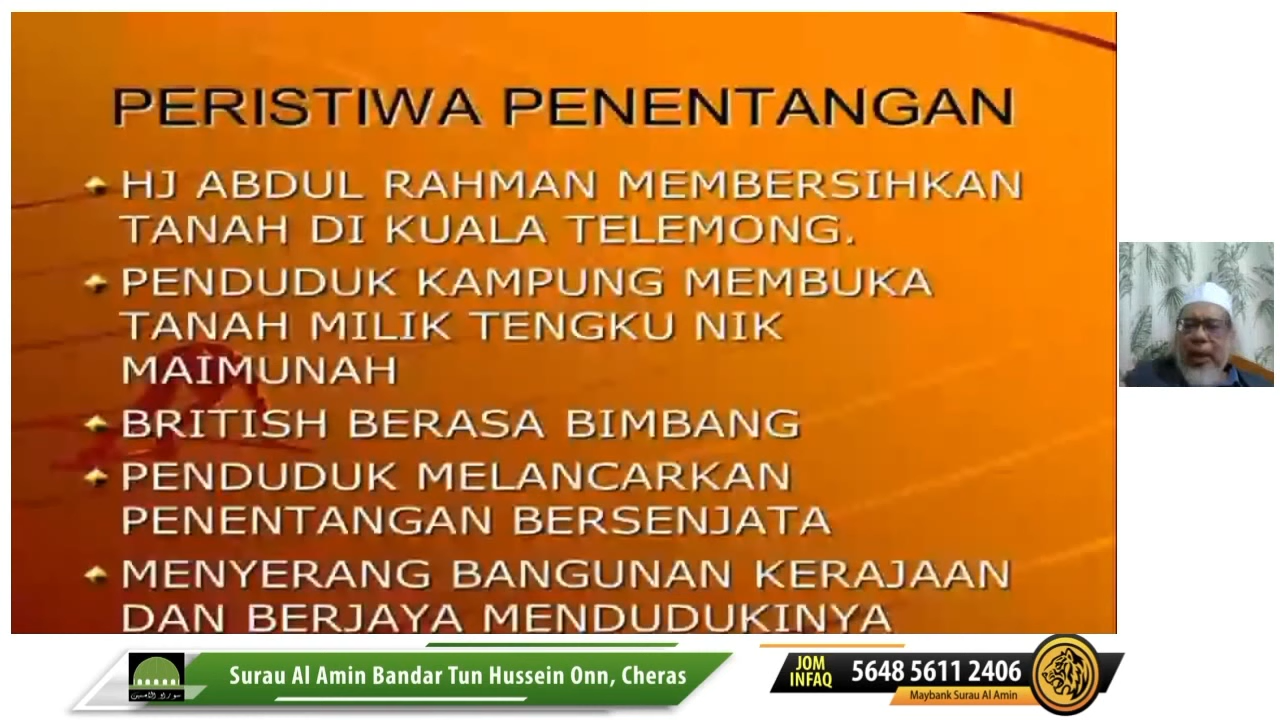 PERISTIWA PENENTANGAN
HJ ABDUL RAHMAN MEMBERSIHKAN
TANAH DI KUALA TELEMONG.
PENDUDUK KAMPUNG MEMBUKA
TANAH MILIK TENGKU NIK
MAIMUNAH
BRITISH BERASA BIMBANG
PENDUDUK MELANCARKAN
PENENTANGAN BERSENJATA
MENYERANG BANGUNAN KERAJAAN
DAN BERJAYA MENDUDUKINYA
Surau Al Amin Bandar Tun Hussein Onn, Cheras
JOM
INFAQ
5648 5611 2406
Maybank Surau Al Amin